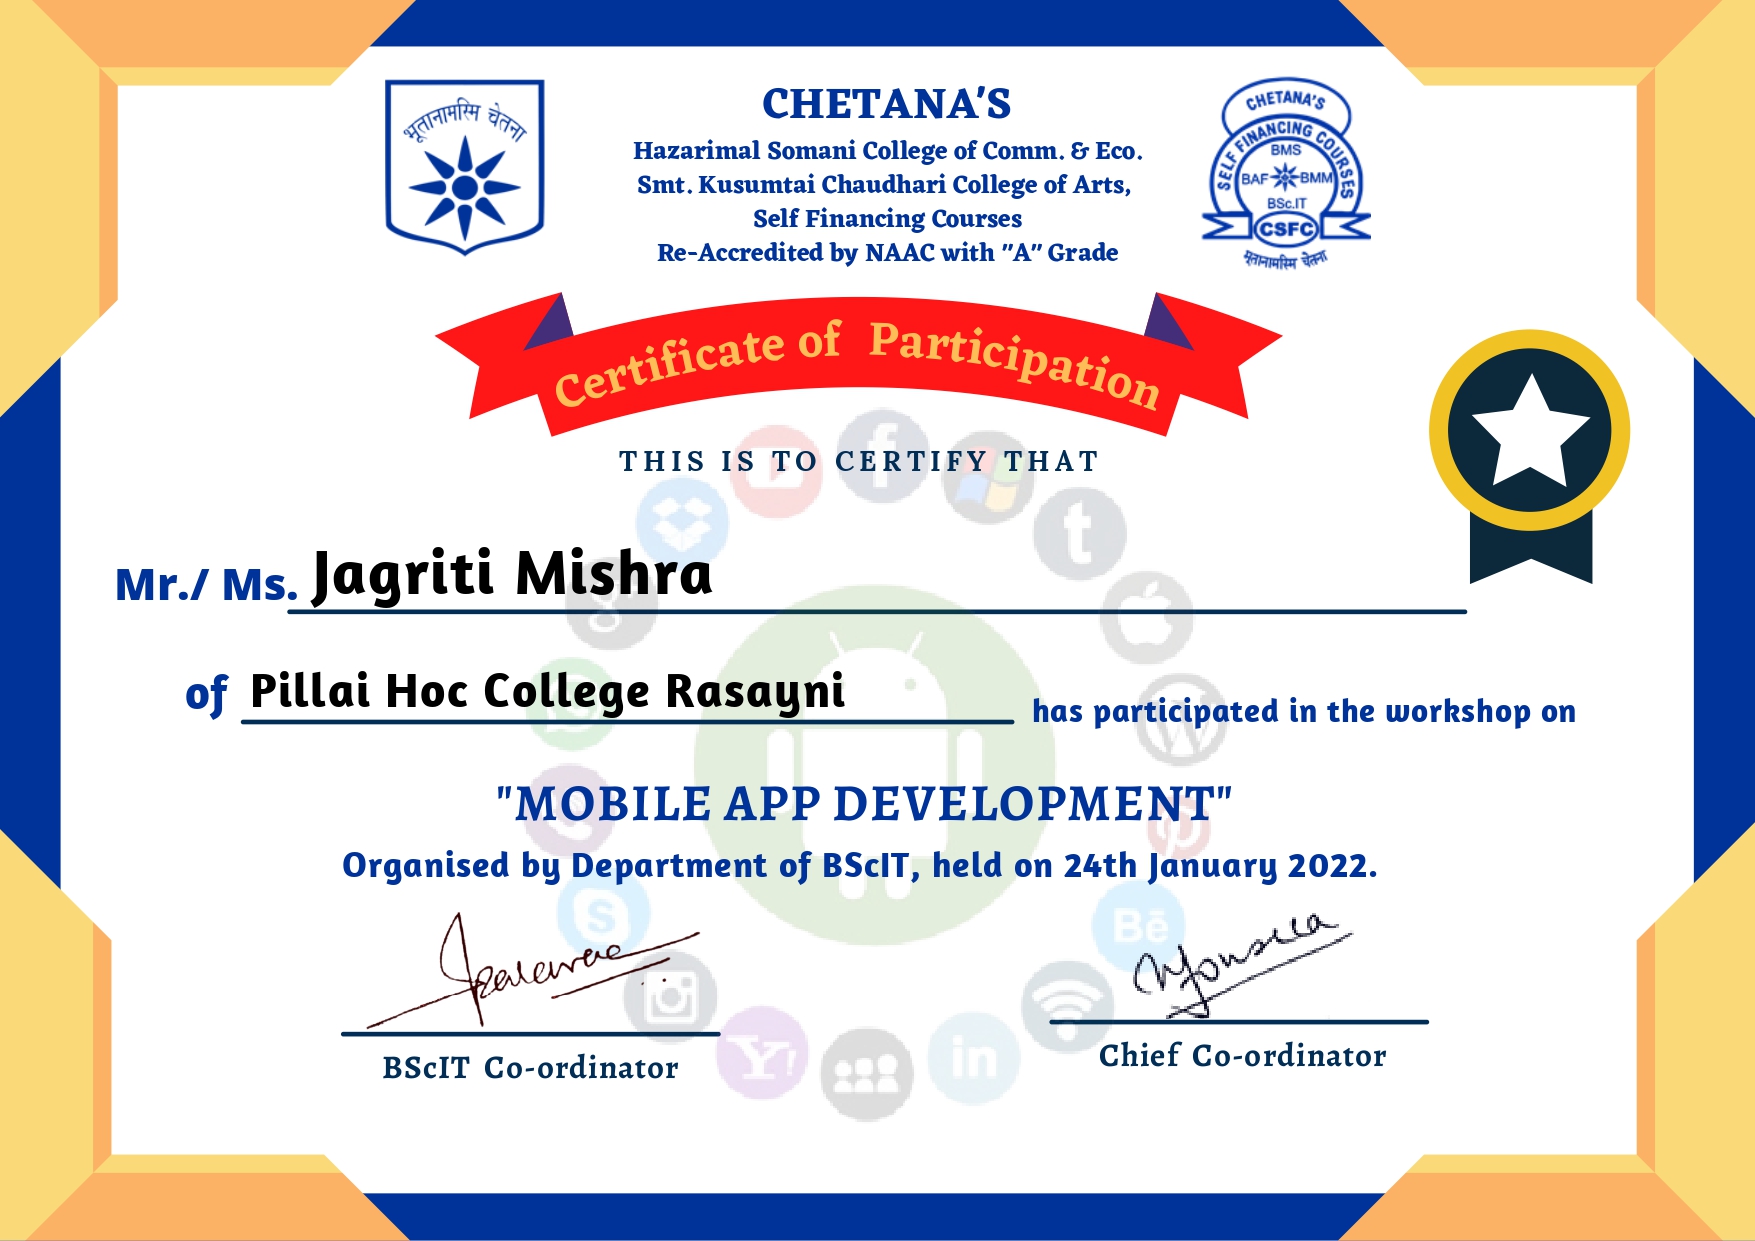 भूतानामस्मि चेतना
CHETANA'S
Hazarimal Somani College of Comm. & Eco.
Smt. Kusumtai Chaudhari College of Arts,
Self Financing Courses
Re-Accredited by NAAC with "A" Grade
CHETANA'S
SELF FINANCING COURSES
BMS
BAF BMM
BSc.IT
CSFC
भूतानामस्मि चेतना
Certificate of Participation
THIS IS TO CERTIFY THAT
Mr./ Ms. Jagriti Mishra
of Pillai Hoc College Rasayni has participated in the workshop on
"MOBILE APP DEVELOPMENT"
Organised by Department of BScIT, held on 24th January 2022.
BScIT Co-ordinator
Chief Co-ordinator